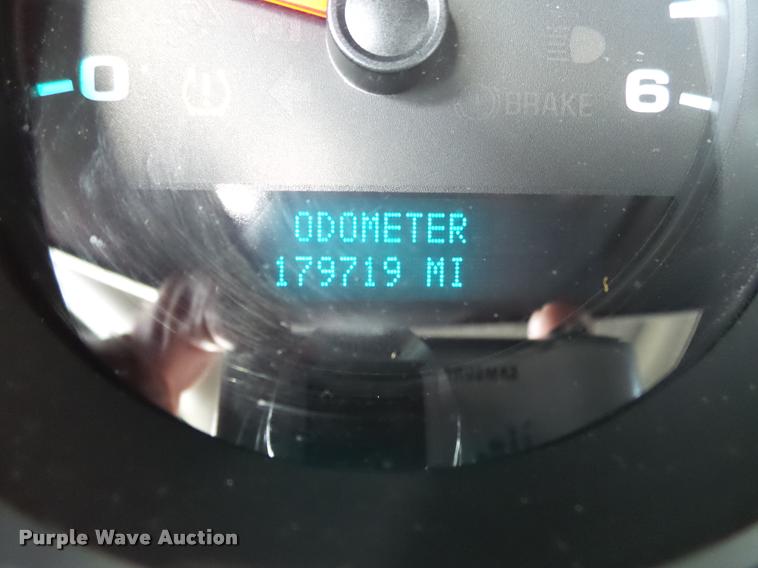 0
6
BRAKE
ODOMETER
179719 MI
Purple Wave Auction